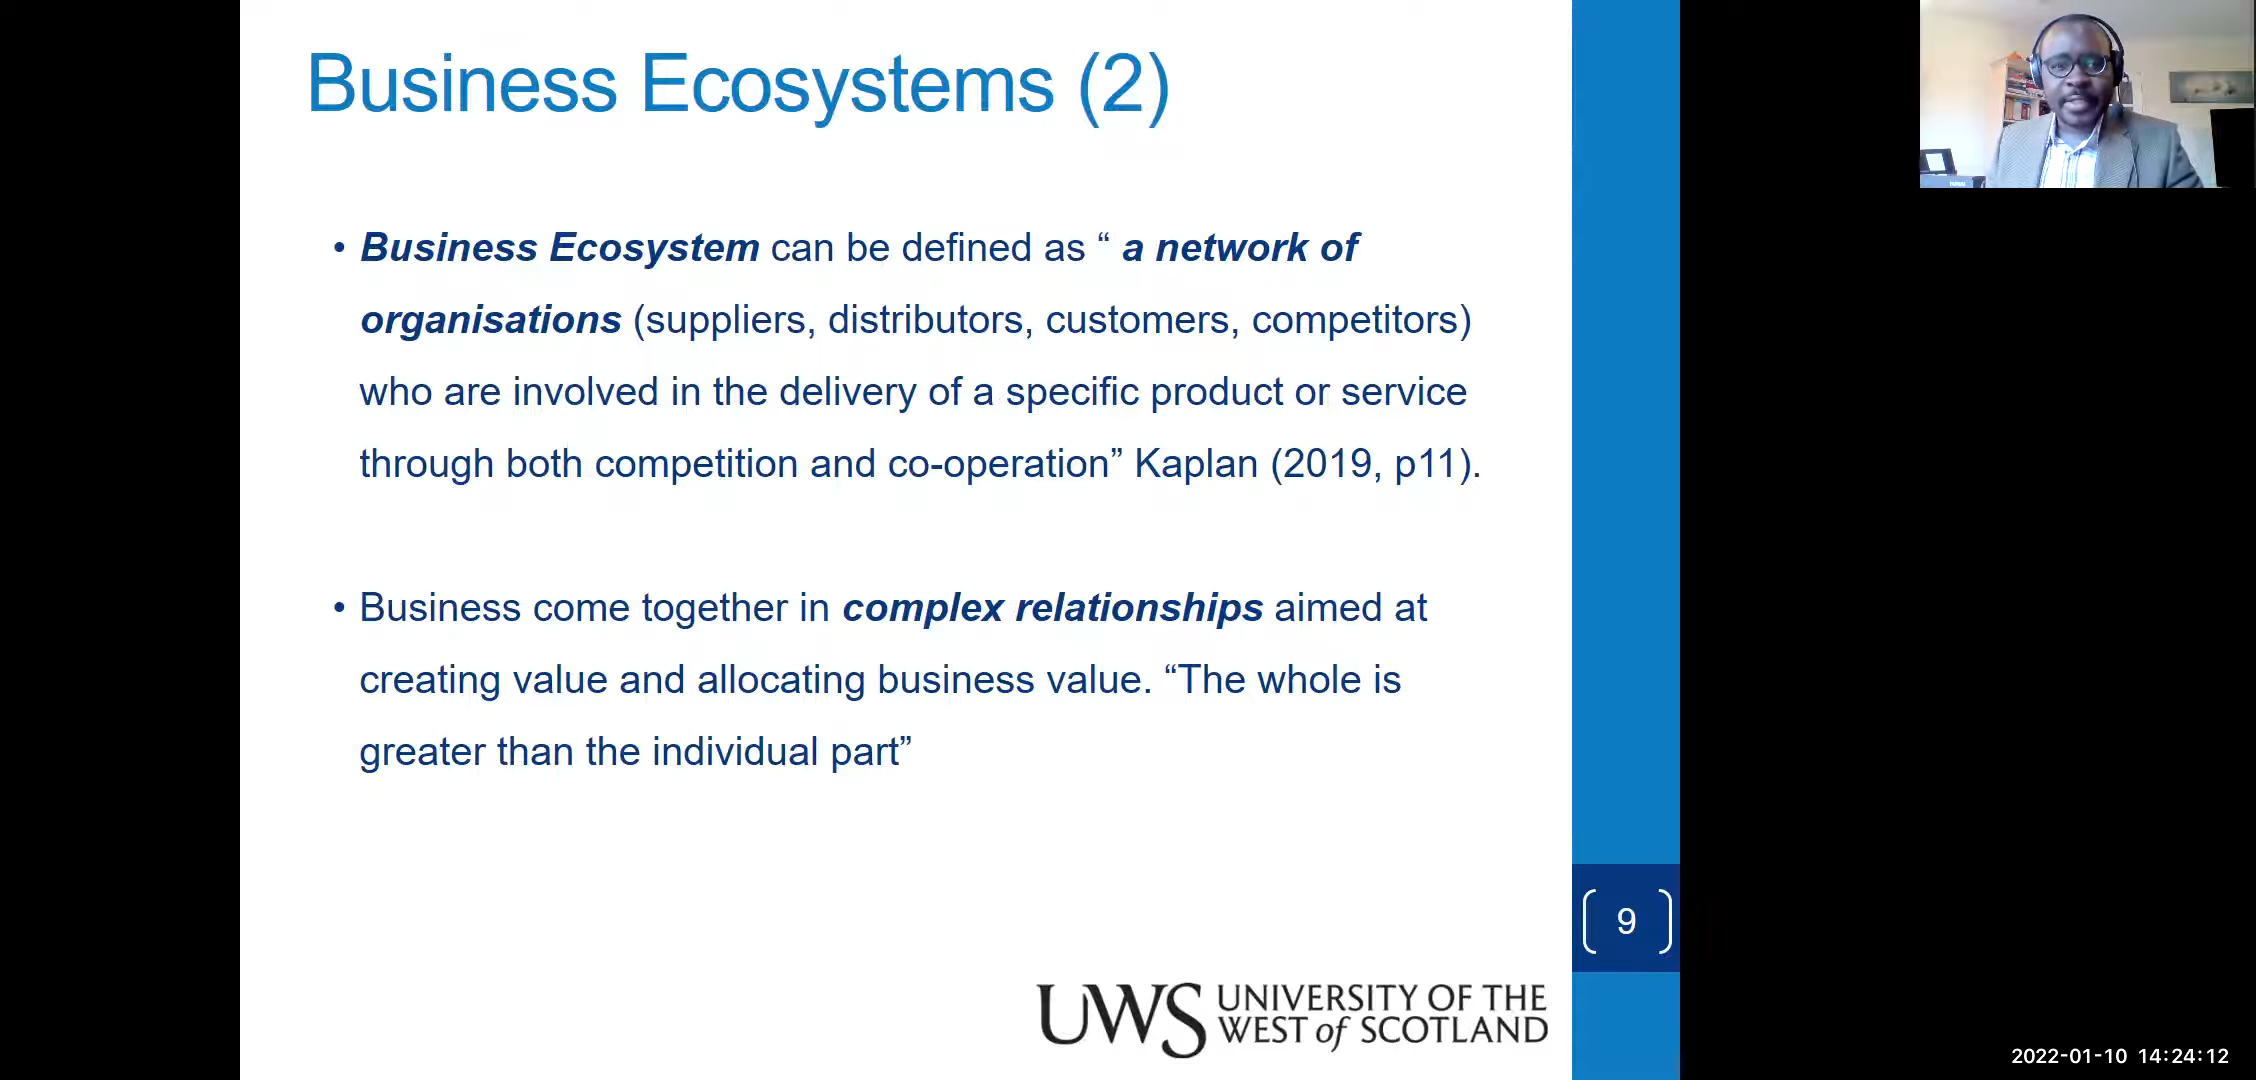 Business Ecosystems (2)
• Business Ecosystem can be defined as “ a network of
organisations (suppliers, distributors, customers, competitors)
who are involved in the delivery of a specific product or service
through both competition and co-operation” Kaplan (2019, p11).
• Business come together in complex relationships aimed at
creating value and allocating business value. “The whole is
greater than the individual part”
9
UWS UNIVERSITY OF THE
WEST of SCOTLAND
2022-01-10 14:24:12